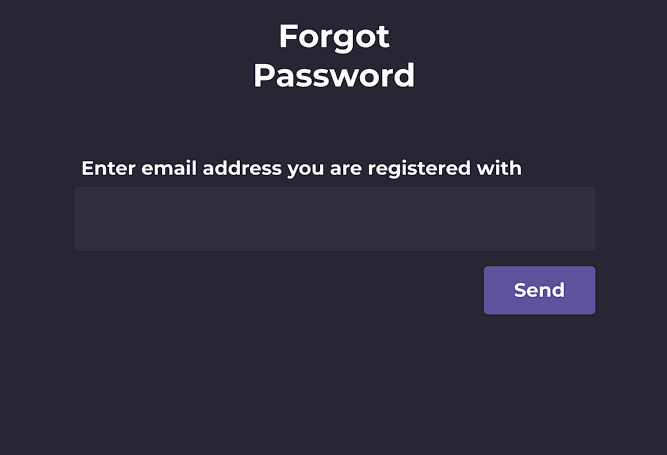 Forgot
Password
Enter email address you are registered with
Send